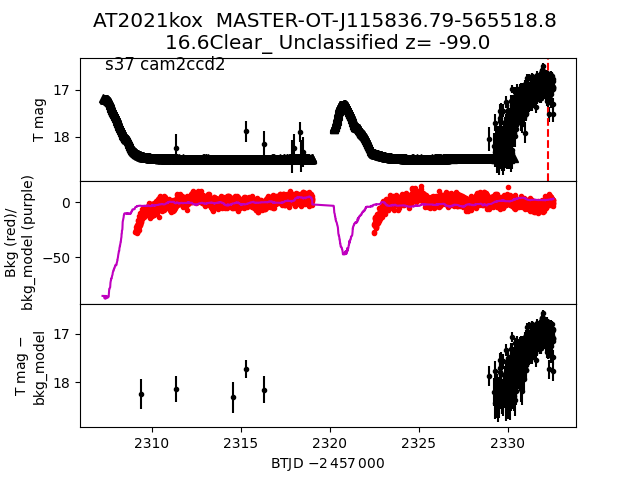 AT2021kox  MASTER-OT-J115836.79-565518.8
16.6Clear_ Unclassified z= -99.0
s37 cam2ccd2
T mag
17
18
Bkg (red)/
bkg_model (purple)
0
−50
T mag −
bkg_model
17
18
2310
2315
2320
2325
2330
BTJD −2 457 000